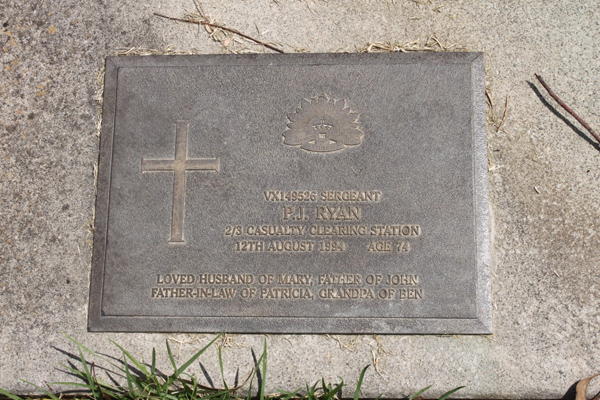 VX148526 SERGEANT
P.J. RYAN
2/3 CASUALTY CLEARING STATION
12TH AUGUST 1994 AGE 74
LOVED HUSBAND OF MARY, FATHER OF JOHN
FATHER-IN-LAW OF PATRICIA, GRANDPA OF BEN